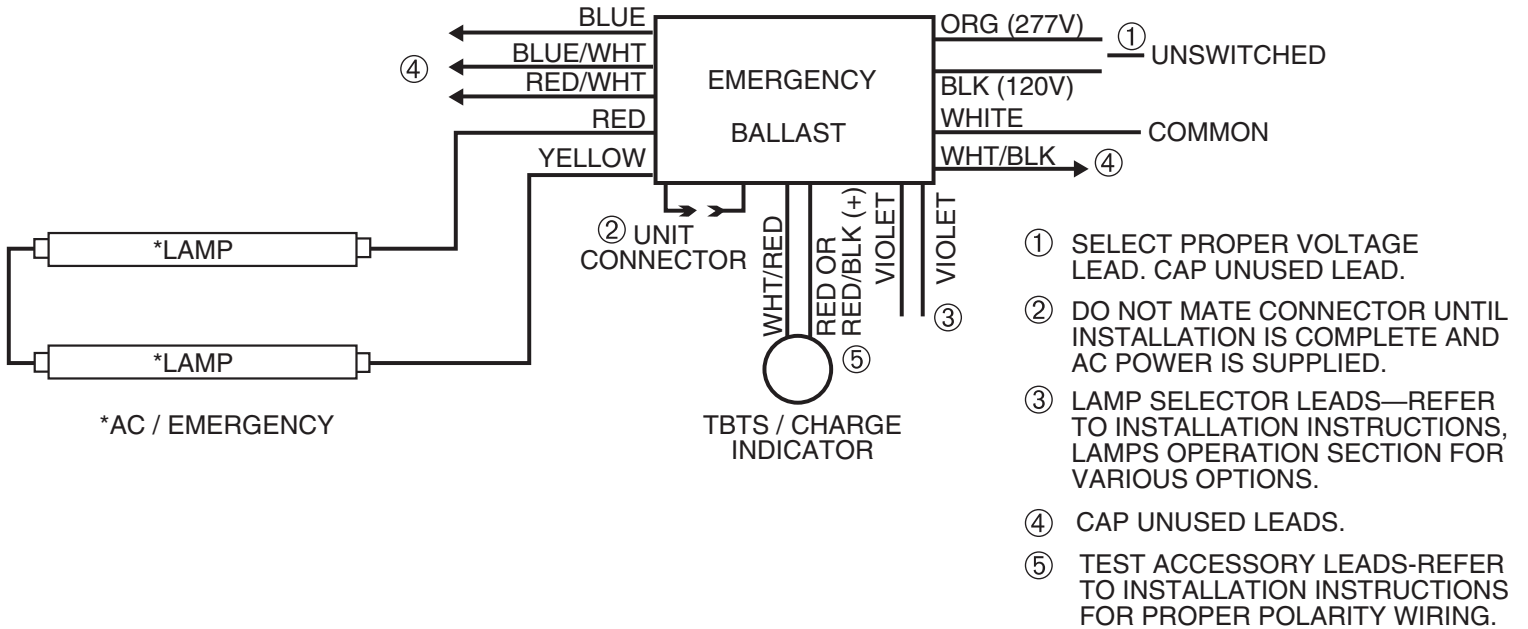 BLUE
BLUE/WHT
④
RED/WHT
RED
YELLOW
EMERGENCY
BALLAST
ORG (277V)
① UNSWITCHED
BLK (120V)
WHITE
COMMON
WHT/BLK
④
② UNIT
CONNECTOR
WHT/RED
RED OR
RED/BLK (+)
VIOLET
VIOLET
③
⑤
TBTS / CHARGE
INDICATOR
*LAMP
*LAMP
*AC / EMERGENCY
① SELECT PROPER VOLTAGE
LEAD. CAP UNUSED LEAD.
② DO NOT MATE CONNECTOR UNTIL
INSTALLATION IS COMPLETE AND
AC POWER IS SUPPLIED.
③ LAMP SELECTOR LEADS—REFER
TO INSTALLATION INSTRUCTIONS,
LAMPS OPERATION SECTION FOR
VARIOUS OPTIONS.
④ CAP UNUSED LEADS.
⑤ TEST ACCESSORY LEADS-REFER
TO INSTALLATION INSTRUCTIONS
FOR PROPER POLARITY WIRING.